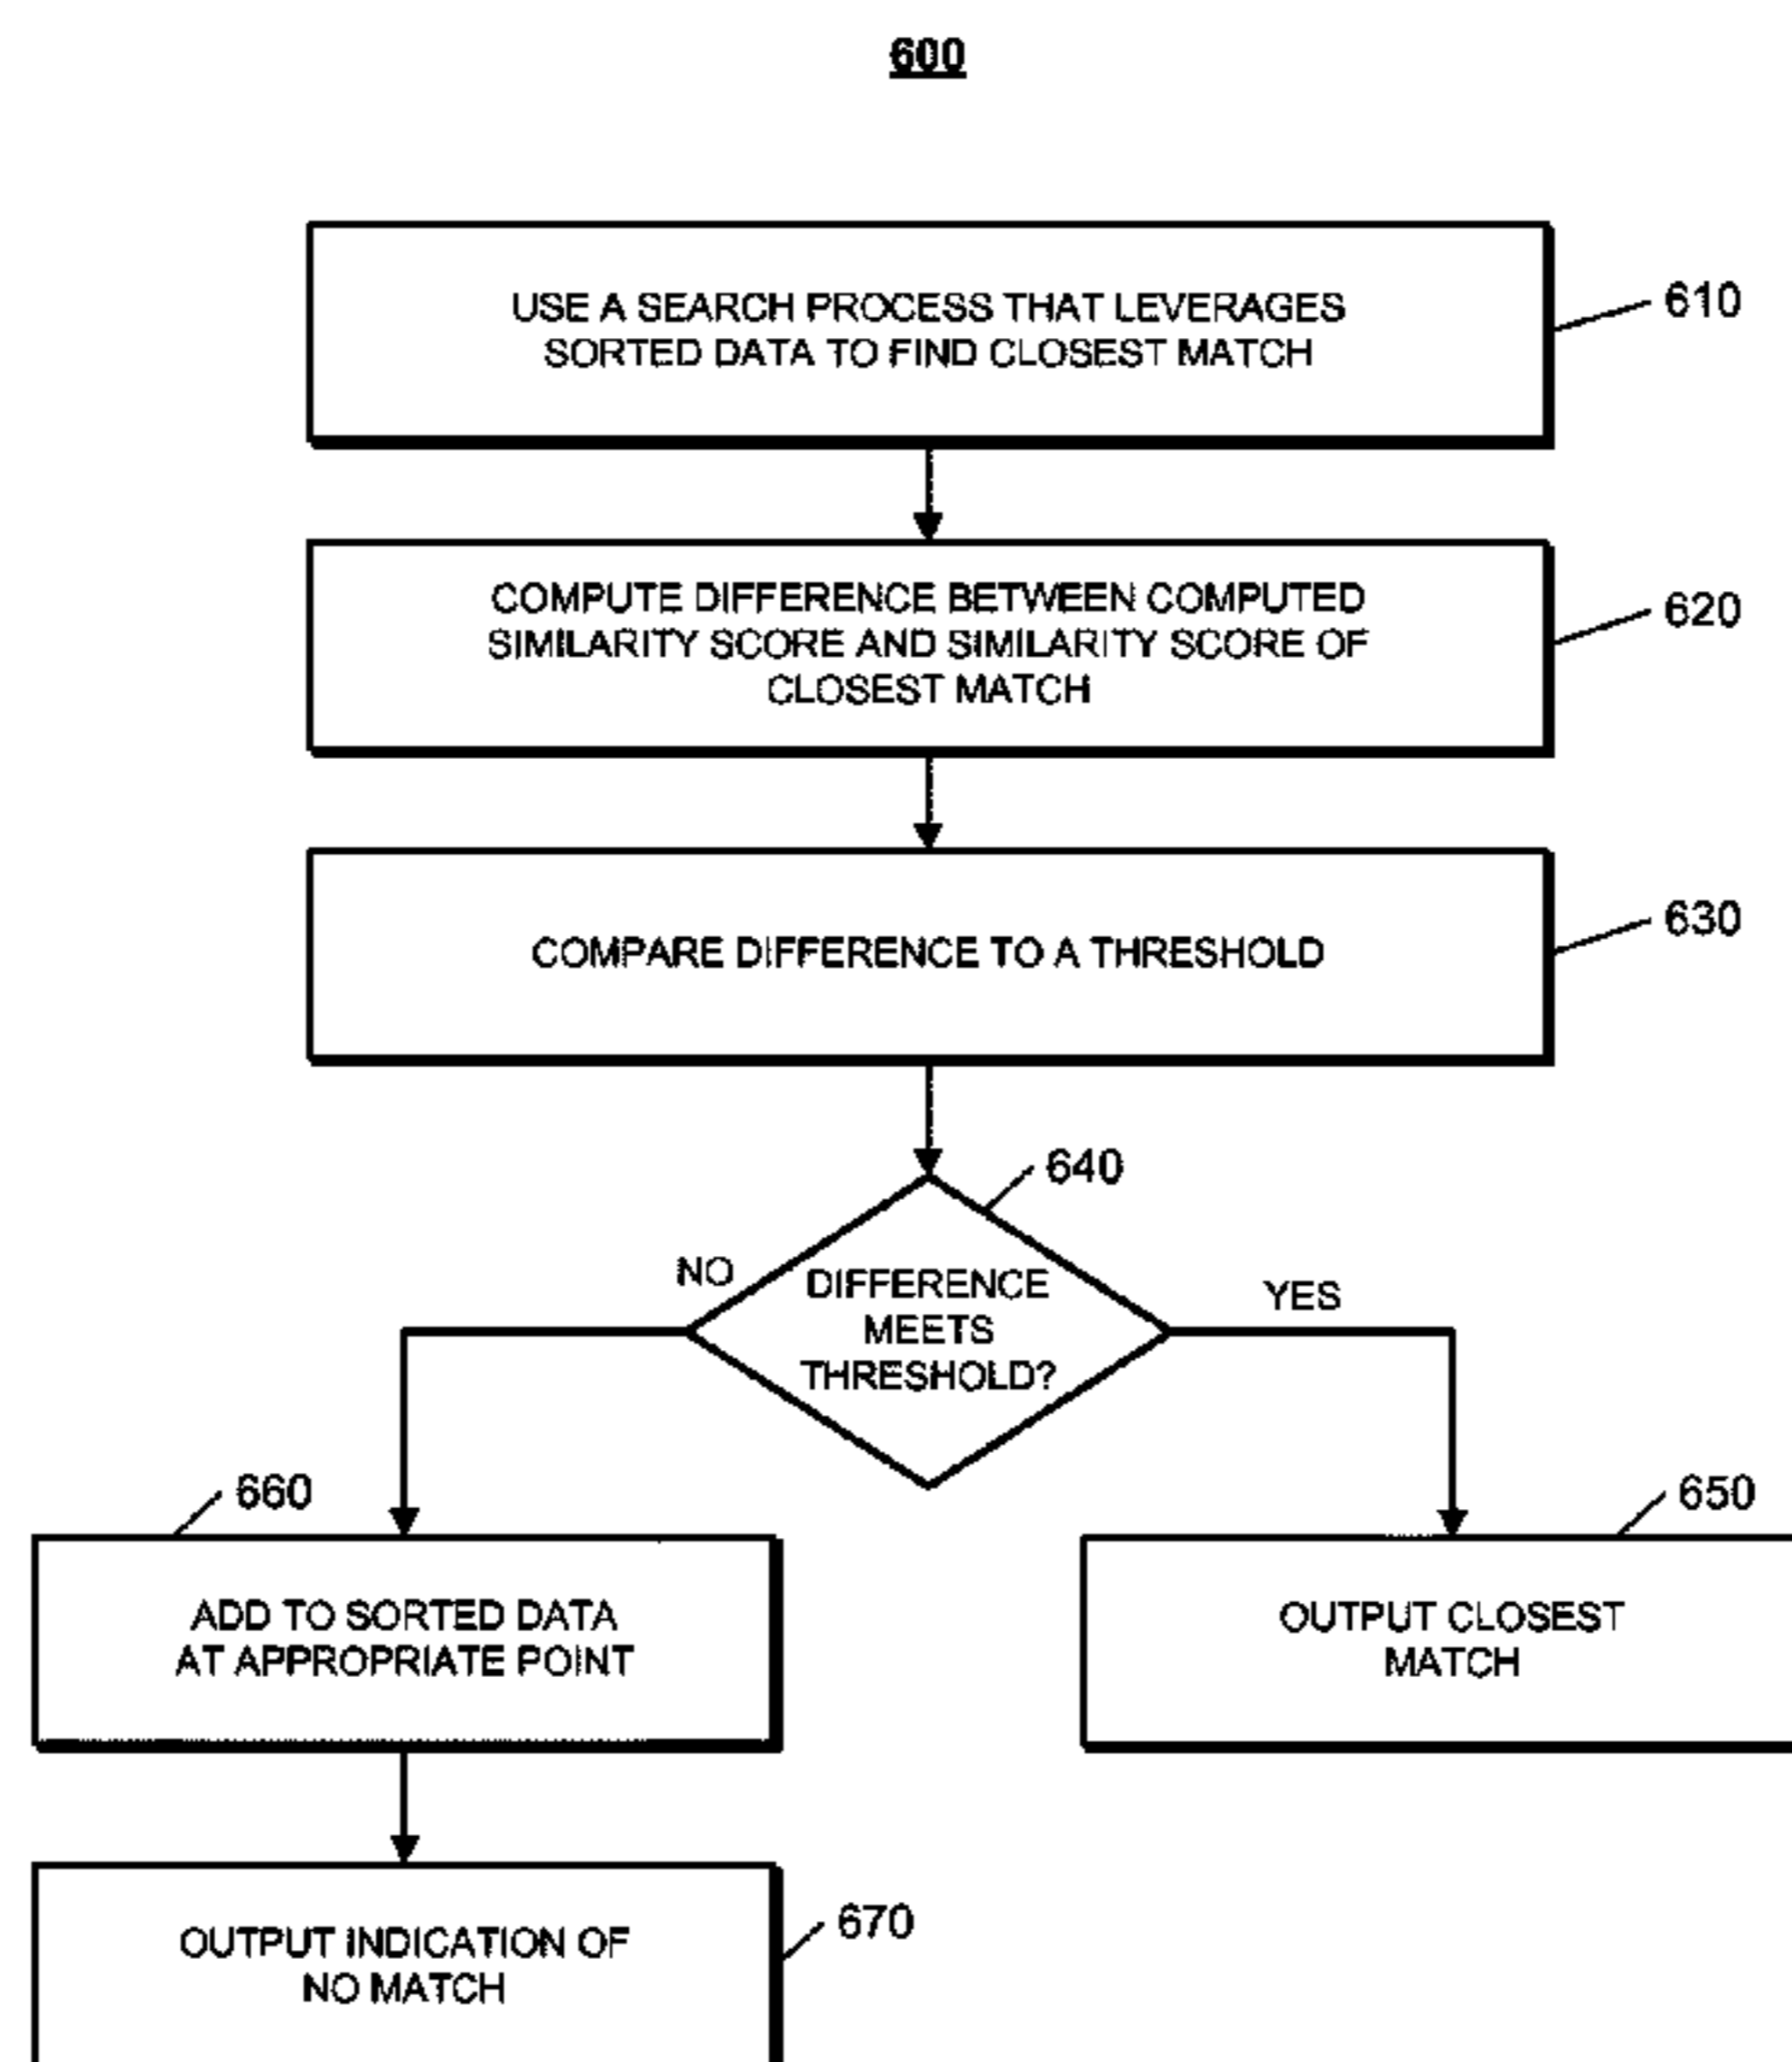 600
USE A SEARCH PROCESS THAT LEVERAGES
SORTED DATA TO FIND CLOSEST MATCH
610
COMPUTE DIFFERENCE BETWEEN COMPUTED
SIMILARITY SCORE AND SIMILARITY SCORE OF
CLOSEST MATCH
620
COMPARE DIFFERENCE TO A THRESHOLD
630
640
NO
DIFFERENCE
MEETS
THRESHOLD?
YES
660
650
ADD TO SORTED DATA
AT APPROPRIATE POINT
OUTPUT CLOSEST
MATCH
OUTPUT INDICATION OF
NO MATCH
670